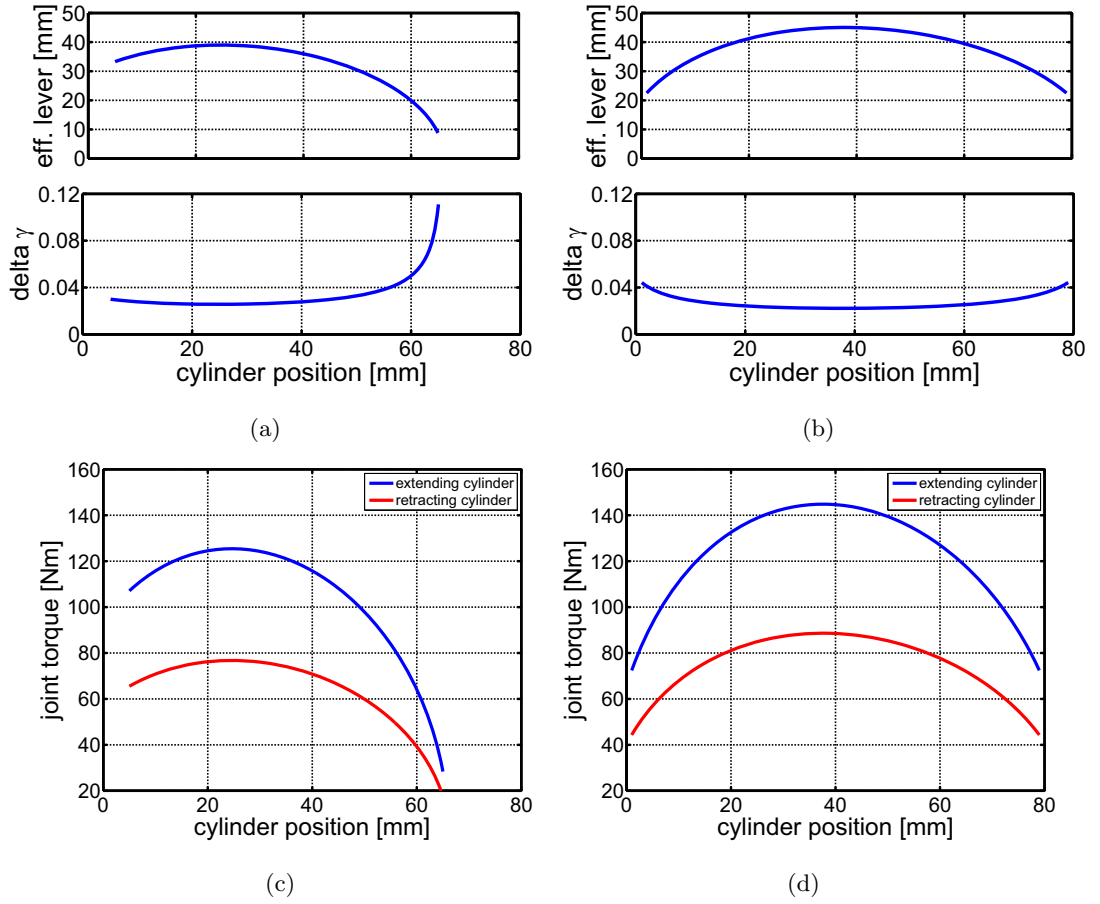 50
40
30
20
10
0
eff. lever [mm]
0.12
0.08
0.04
0
delta γ
0 20 40 60 80
cylinder position [mm]
(a)
50
40
30
20
10
0
eff. lever [mm]
0.12
0.08
0.04
0
delta γ
0 20 40 60 80
cylinder position [mm]
(b)
160
140
120
100
80
60
40
20
joint torque [Nm]
extending cylinder
retracting cylinder
0 20 40 60 80
cylinder position [mm]
(c)
160
140
120
100
80
60
40
20
joint torque [Nm]
extending cylinder
retracting cylinder
0 20 40 60 80
cylinder position [mm]
(d)